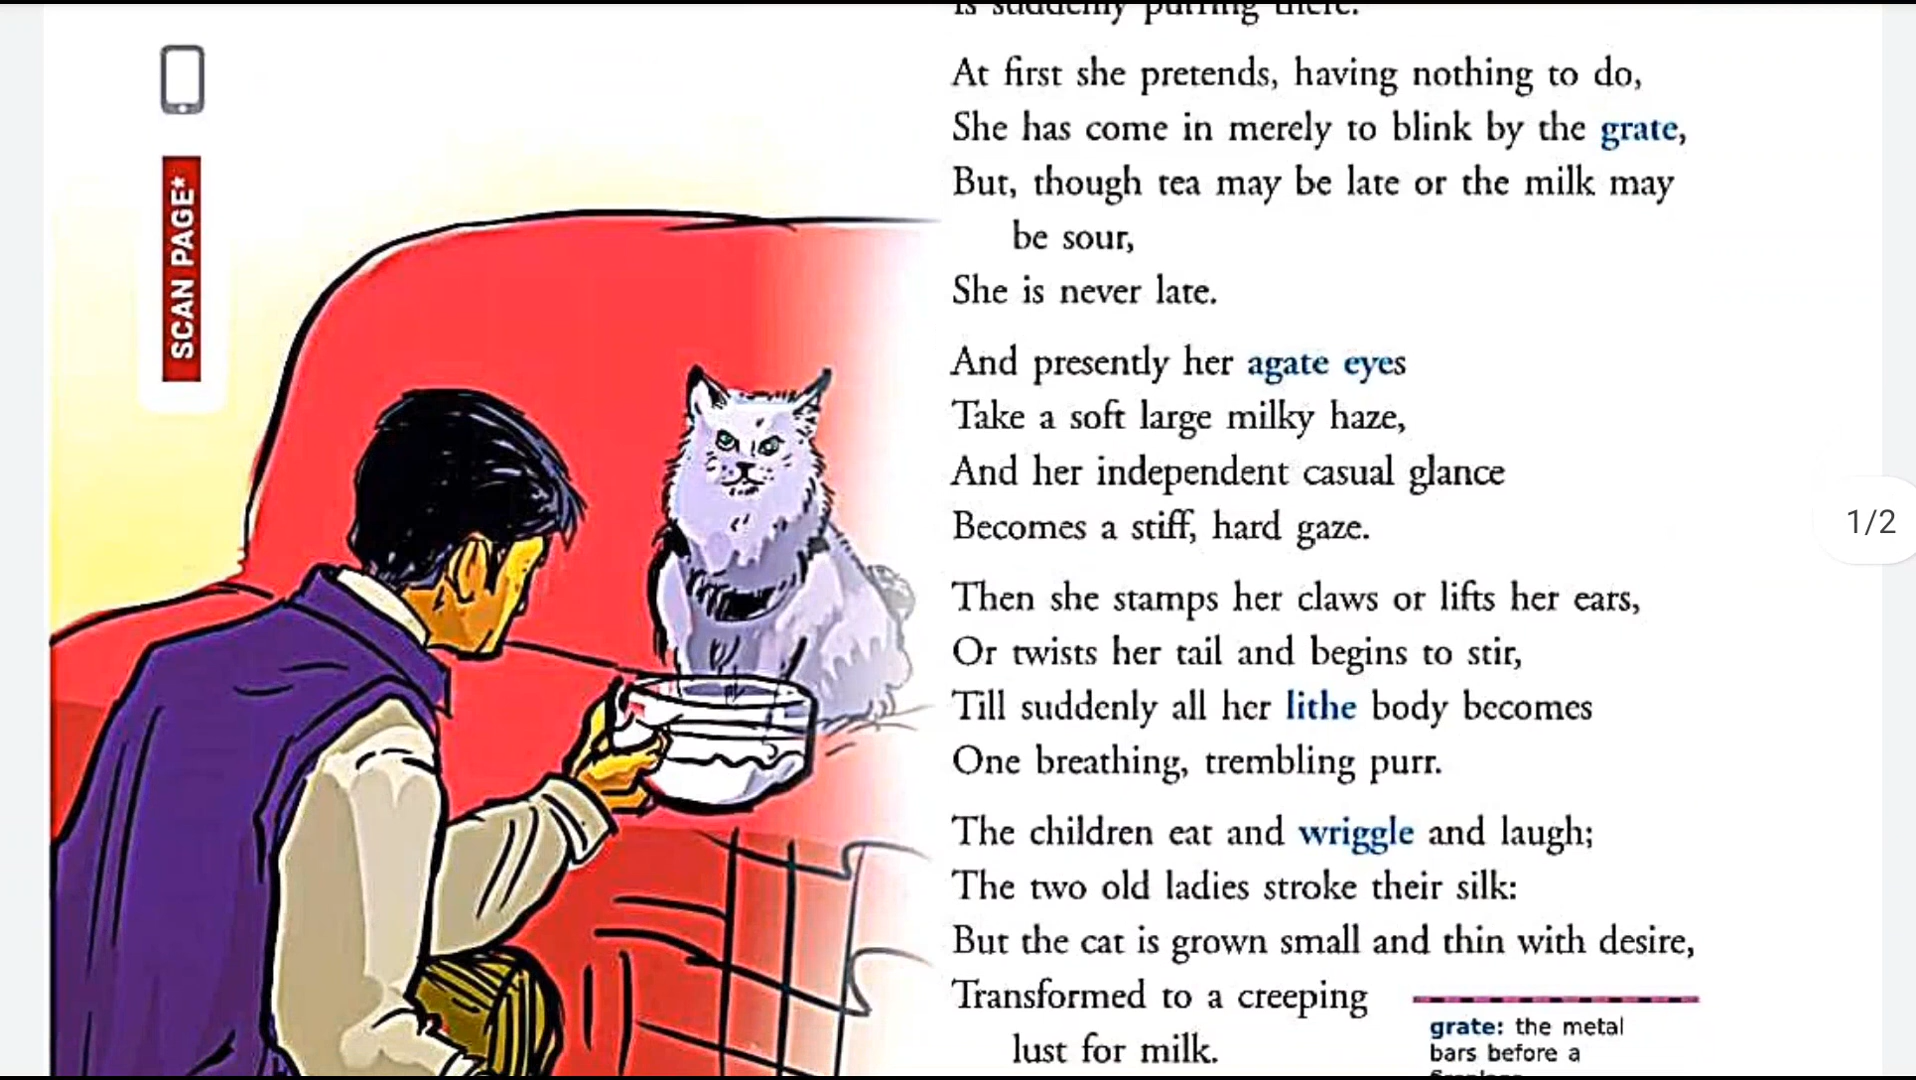 is suddenly purring there.
At first she pretends, having nothing to do,
She has come in merely to blink by the grate,
But, though tea may be late or the milk may
be sour,
She is never late.
And presently her agate eyes
Take a soft large milky haze,
And her independent casual glance
Becomes a stiff, hard gaze.
Then she stamps her claws or lifts her ears,
Or twists her tail and begins to stir,
Till suddenly all her lithe body becomes
One breathing, trembling purr.
The children eat and wriggle and laugh;
The two old ladies stroke their silk:
But the cat is grown small and thin with desire,
Transformed to a creeping
lust for milk.
grate: the metal
bars before a
SCAN PAGE*
1/2